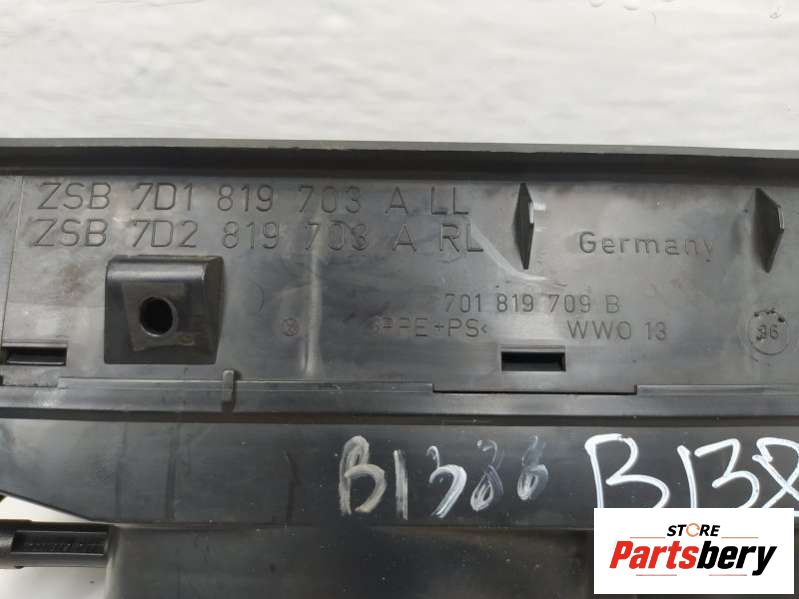 ZSB 7D1 819 703 A LL
ZSB 7D2 819 703 A RL
Germany
701 819 709 B
>PPE+PS<
WWO 13
96
B1388
B138
STORE
Partsbery